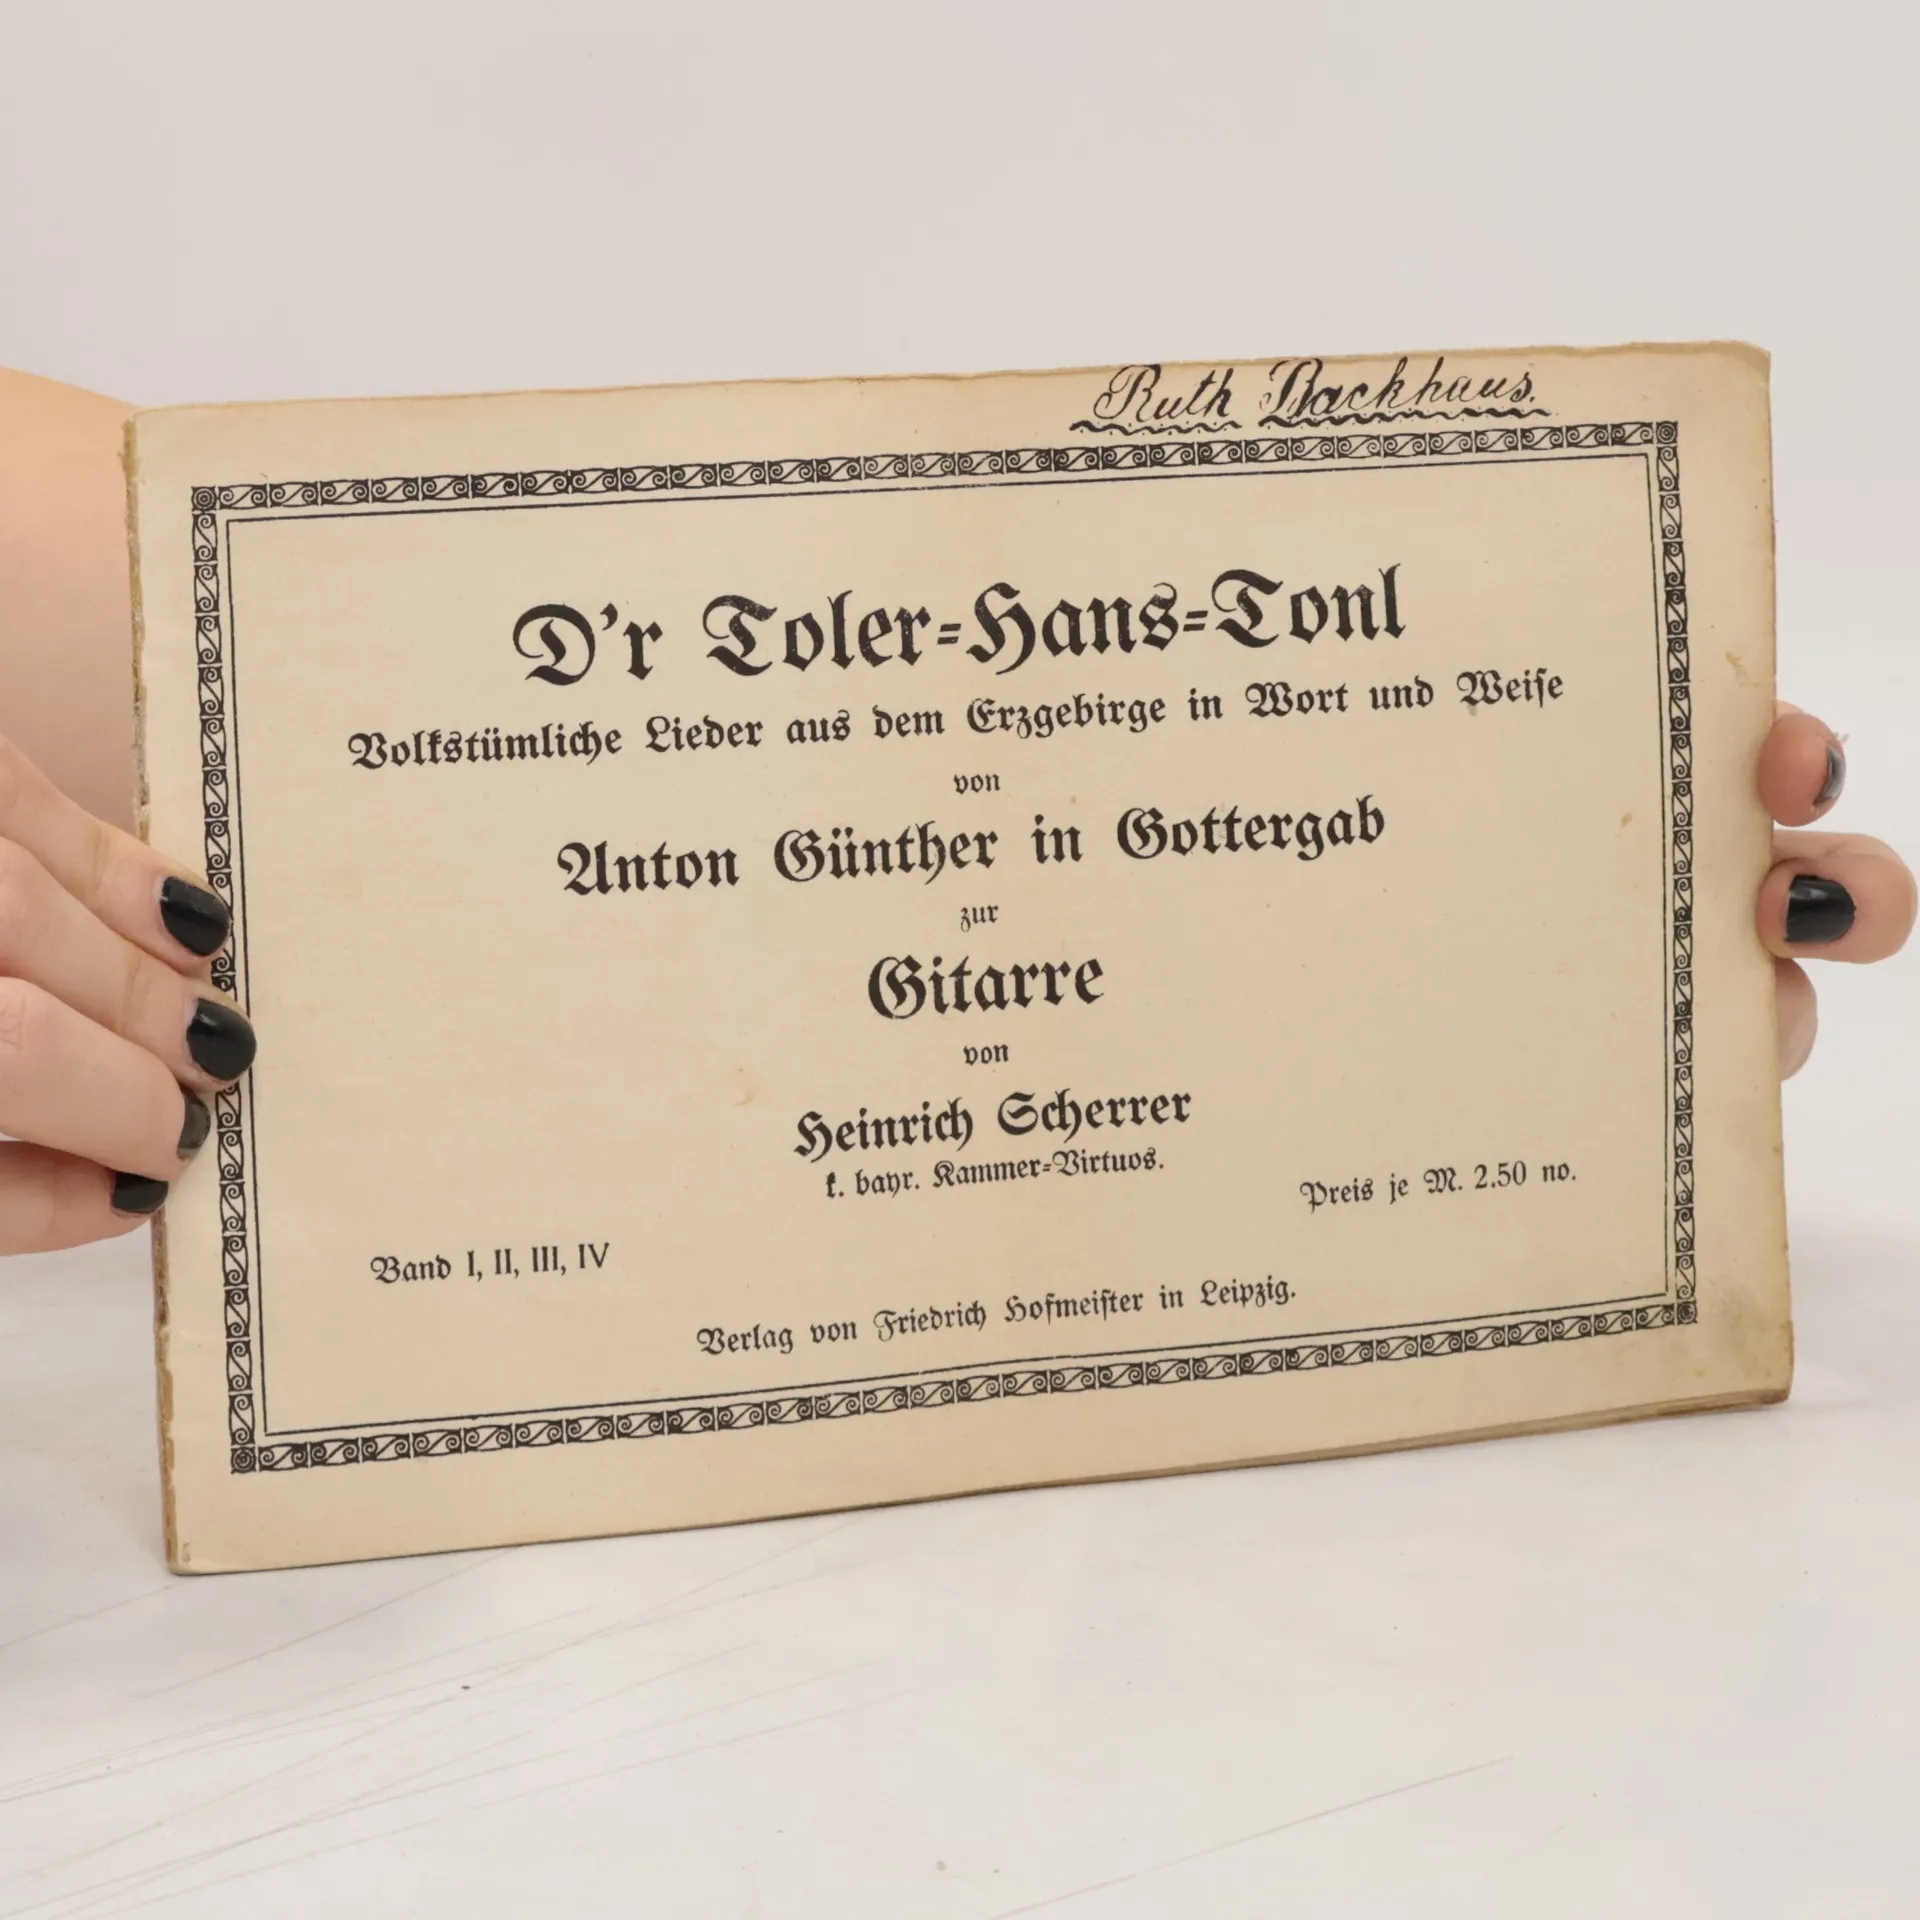 Ruth Backhaus.
D'r Toler=Hans=Tonl
Volkstümliche Lieder aus dem Erzgebirge in Wort und Weise
von
Anton Günther in Gottergab
zur
Gitarre
von
Heinrich Scherrer
k. bayr. Kammer=Virtuos.
Preis je M. 2.50 no.
Band I, II, III, IV
Verlag von Friedrich Hofmeister in Leipzig.